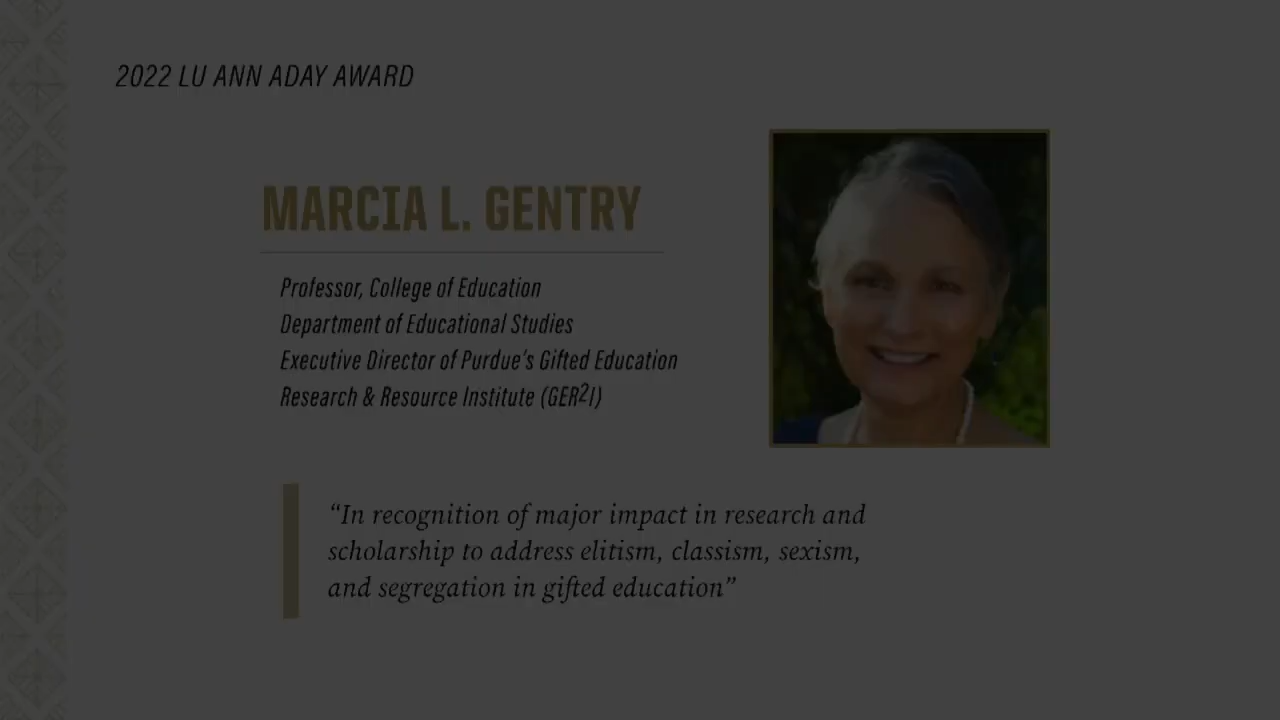 2022 LU ANN ADAY AWARD
MARCIA L. GENTRY
Professor, College of Education
Department of Educational Studies
Executive Director of Purdue's Gifted Education
Research & Resource Institute (GER²I)
“In recognition of major impact in research and
scholarship to address elitism, classism, sexism,
and segregation in gifted education”